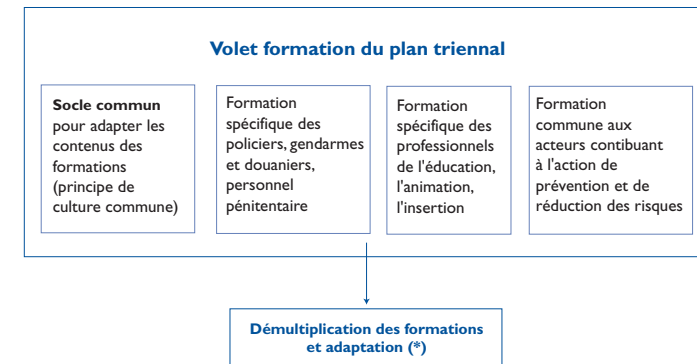 Volet formation du plan triennal
Socle commun
pour adapter les
contenus des
formations
(principe de
culture commune)
Formation
spécifique des
policiers, gendarmes
et douaniers,
personnel
pénitentaire
Formation
spécifique des
professionnels
de l'éducation,
l'animation,
l'insertion
Formation
commune aux
acteurs contibuant
à l'action de
prévention et de
réduction des risques
Démultiplication des formations
et adaptation (*)